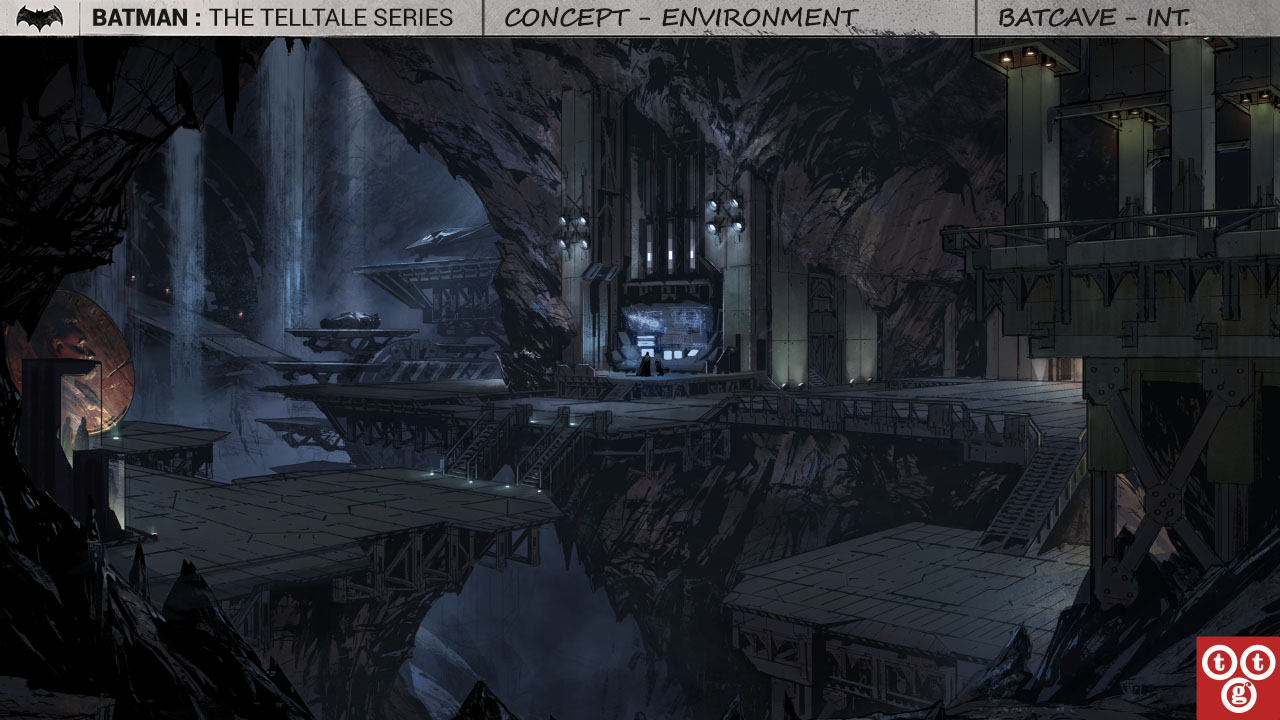 BATMAN : THE TELLTALE SERIES
CONCEPT - ENVIRONMENT
BATCAVE - INT.
t t
g